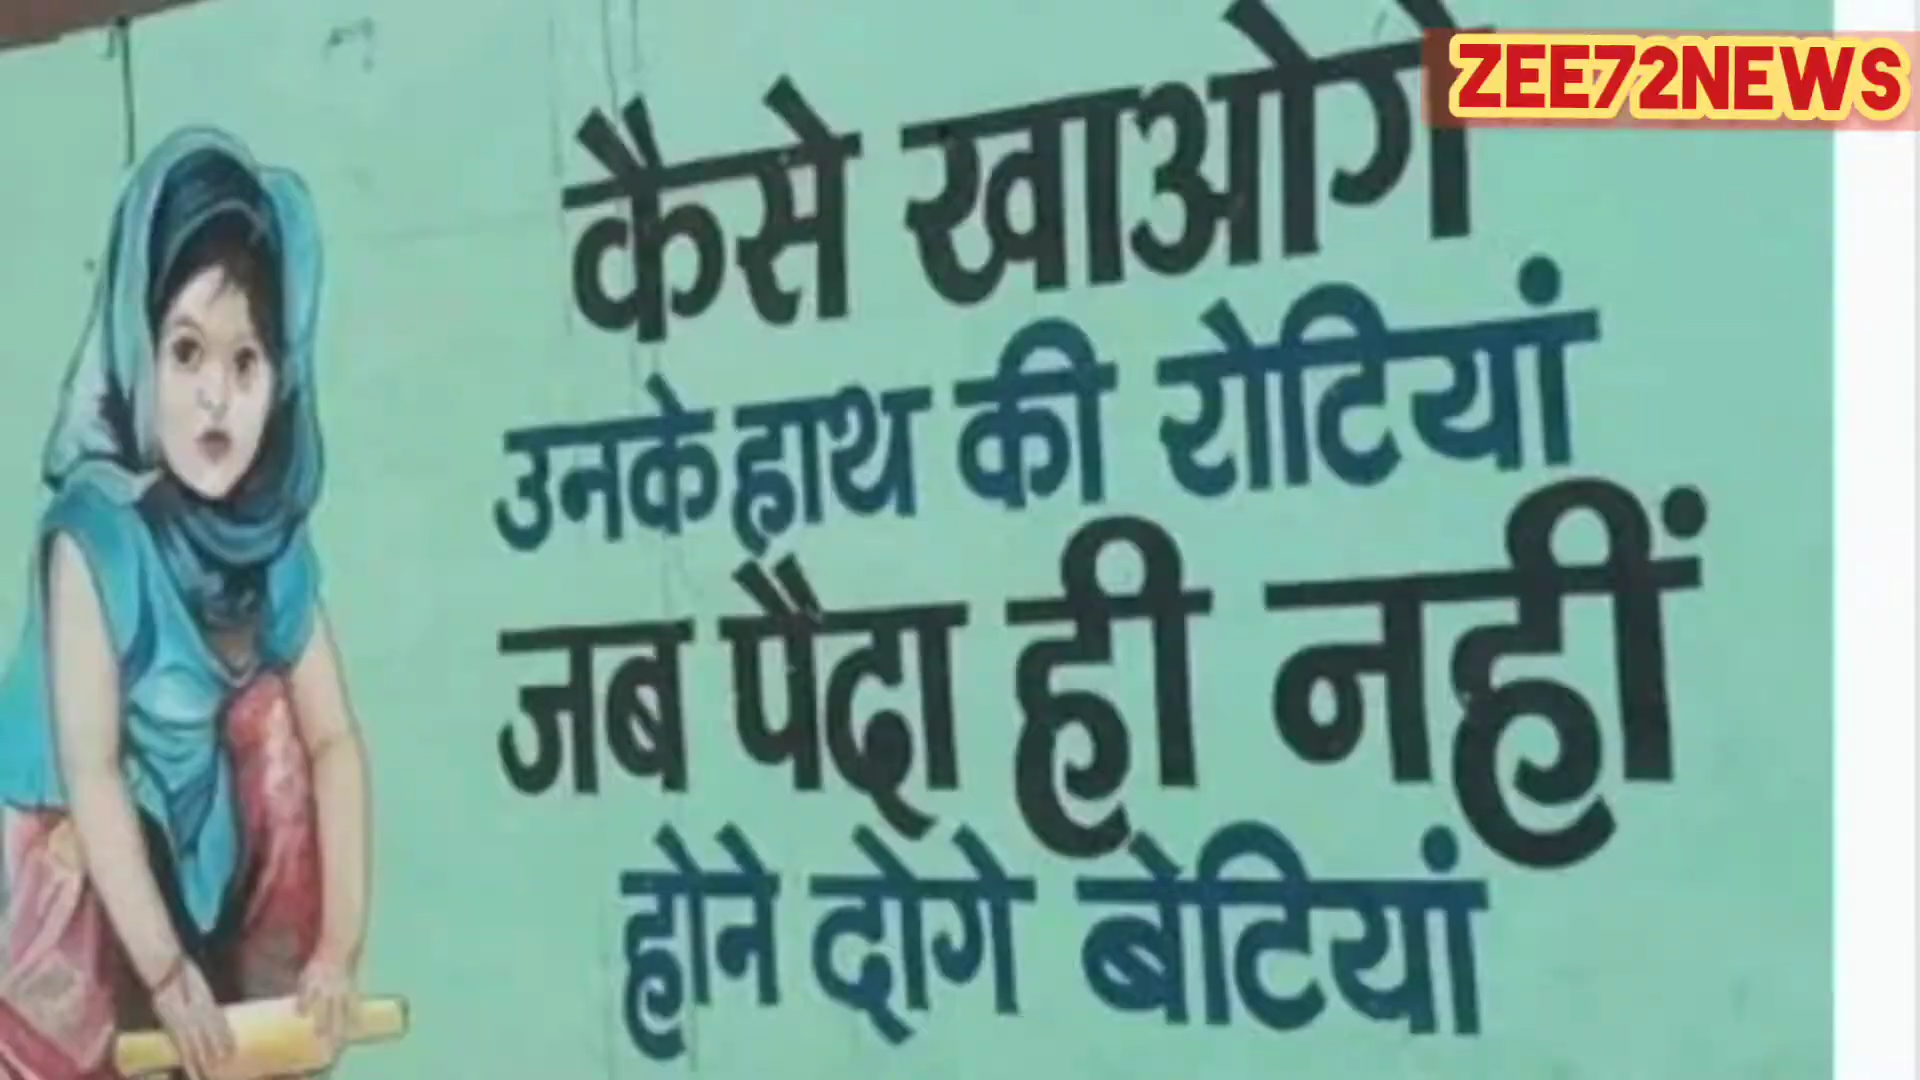 ZEE72NEWS
कैसे खाओगे
उनके हाथ की रोटियां
जब पैदा ही नहीं
होने दोगे बेटियां